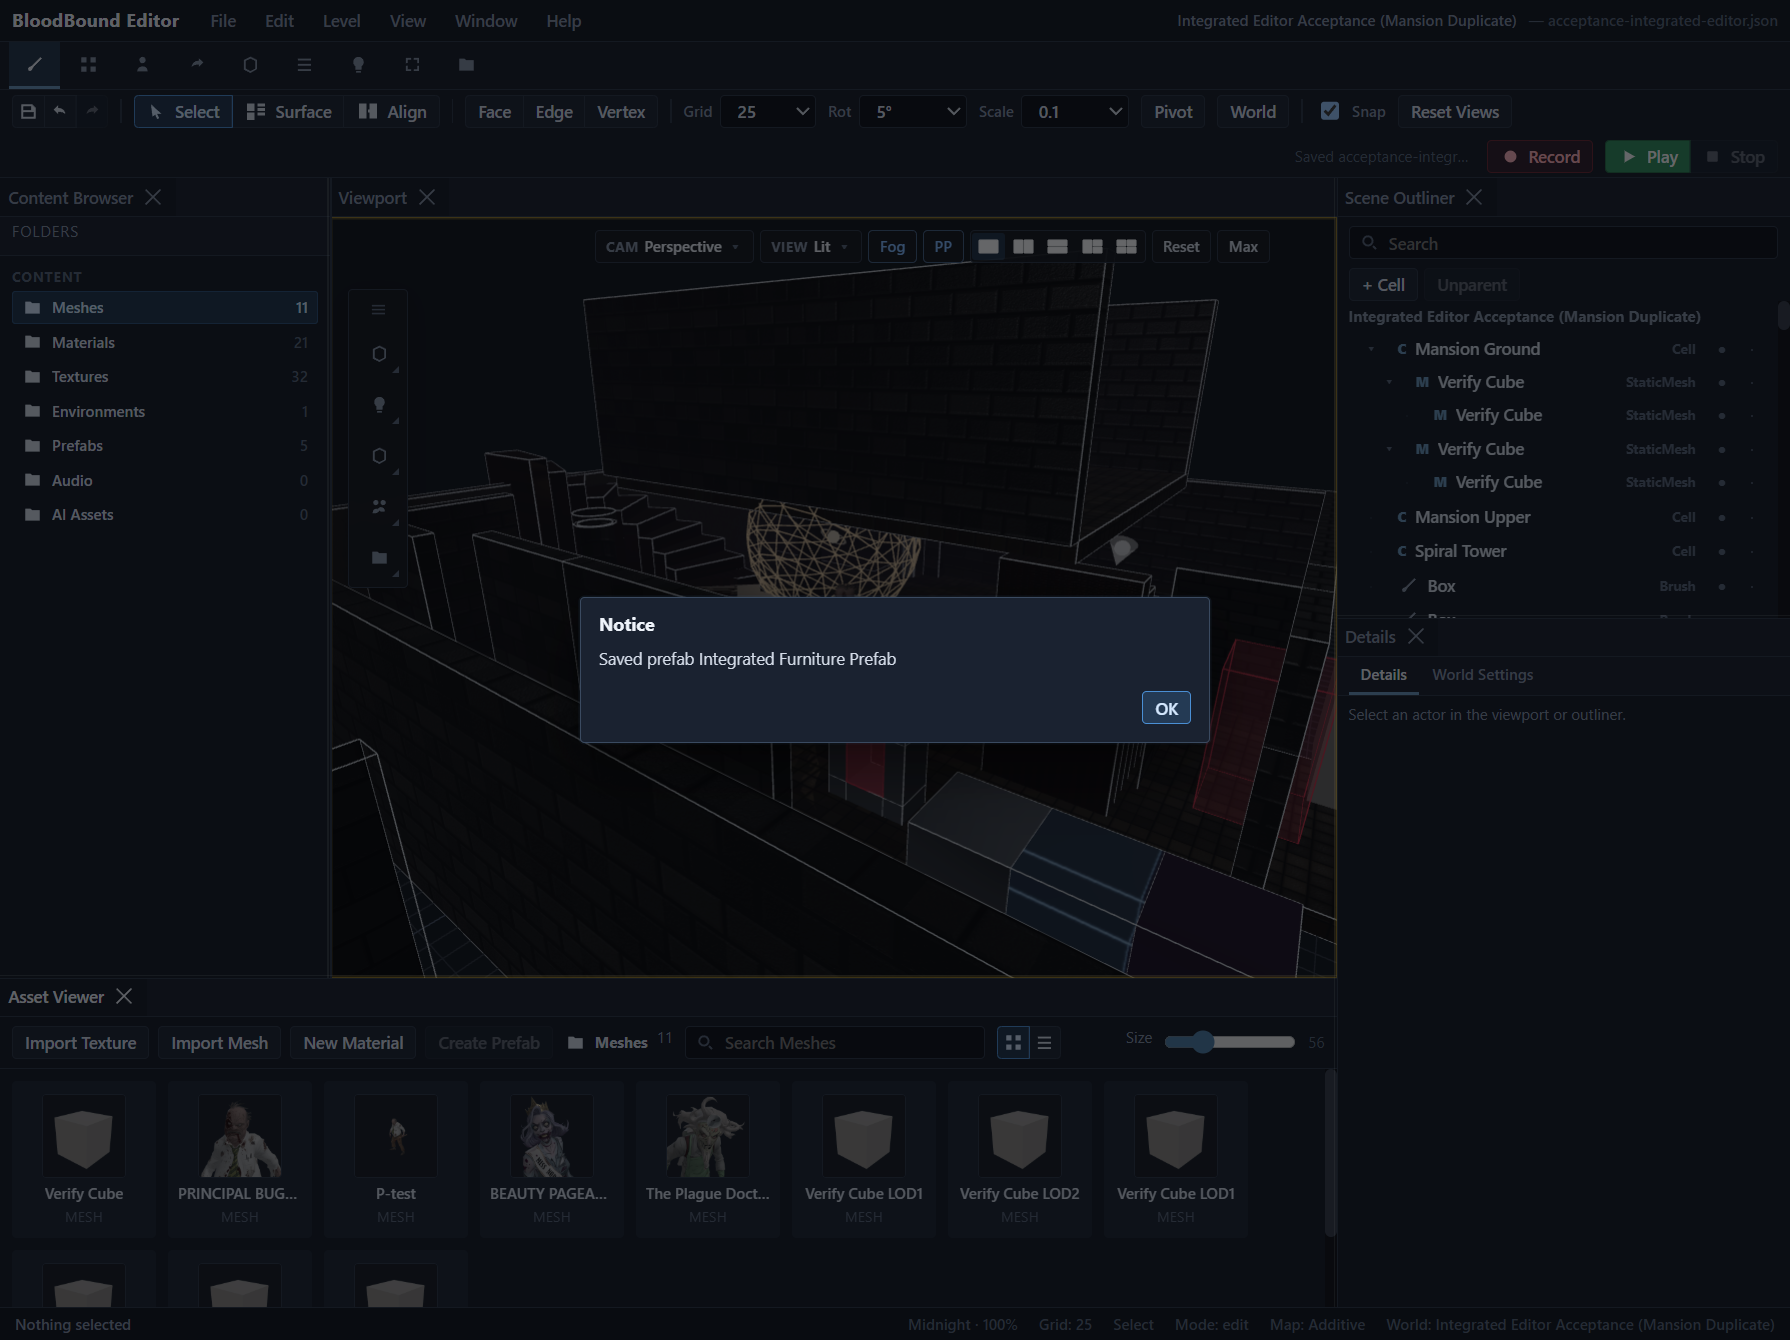 BloodBound Editor File Edit Level View Window Help Integrated Editor Acceptance (Mansion Duplicate) — acceptance-integrated-editor.json
Select Surface Align Face Edge Vertex Grid 25 Rot 5° Scale 0.1 Pivot World Snap Reset Views
Saved acceptance-integr... Record Play Stop
Content Browser
FOLDERS
CONTENT
Meshes 11
Materials 21
Textures 32
Environments 1
Prefabs 5
Audio 0
AI Assets 0
Viewport
CAM Perspective VIEW Lit Fog PP Reset Max
Notice
Saved prefab Integrated Furniture Prefab
OK
Scene Outliner
Search
+ Cell Unparent
Integrated Editor Acceptance (Mansion Duplicate)
C Mansion Ground Cell
M Verify Cube StaticMesh
M Verify Cube StaticMesh
M Verify Cube StaticMesh
M Verify Cube StaticMesh
C Mansion Upper Cell
C Spiral Tower Cell
Box Brush
Details
Details World Settings
Select an actor in the viewport or outliner.
Asset Viewer
Import Texture Import Mesh New Material Create Prefab Meshes 11 Search Meshes Size 56
Verify Cube PRINCIPAL BUG... P-test BEAUTY PAGEA... The Plague Doct... Verify Cube LOD1 Verify Cube LOD2 Verify Cube LOD1
MESH MESH MESH MESH MESH MESH MESH MESH
Nothing selected Midnight · 100% Grid: 25 Select Mode: edit Map: Additive World: Integrated Editor Acceptance (Mansion Duplicate)